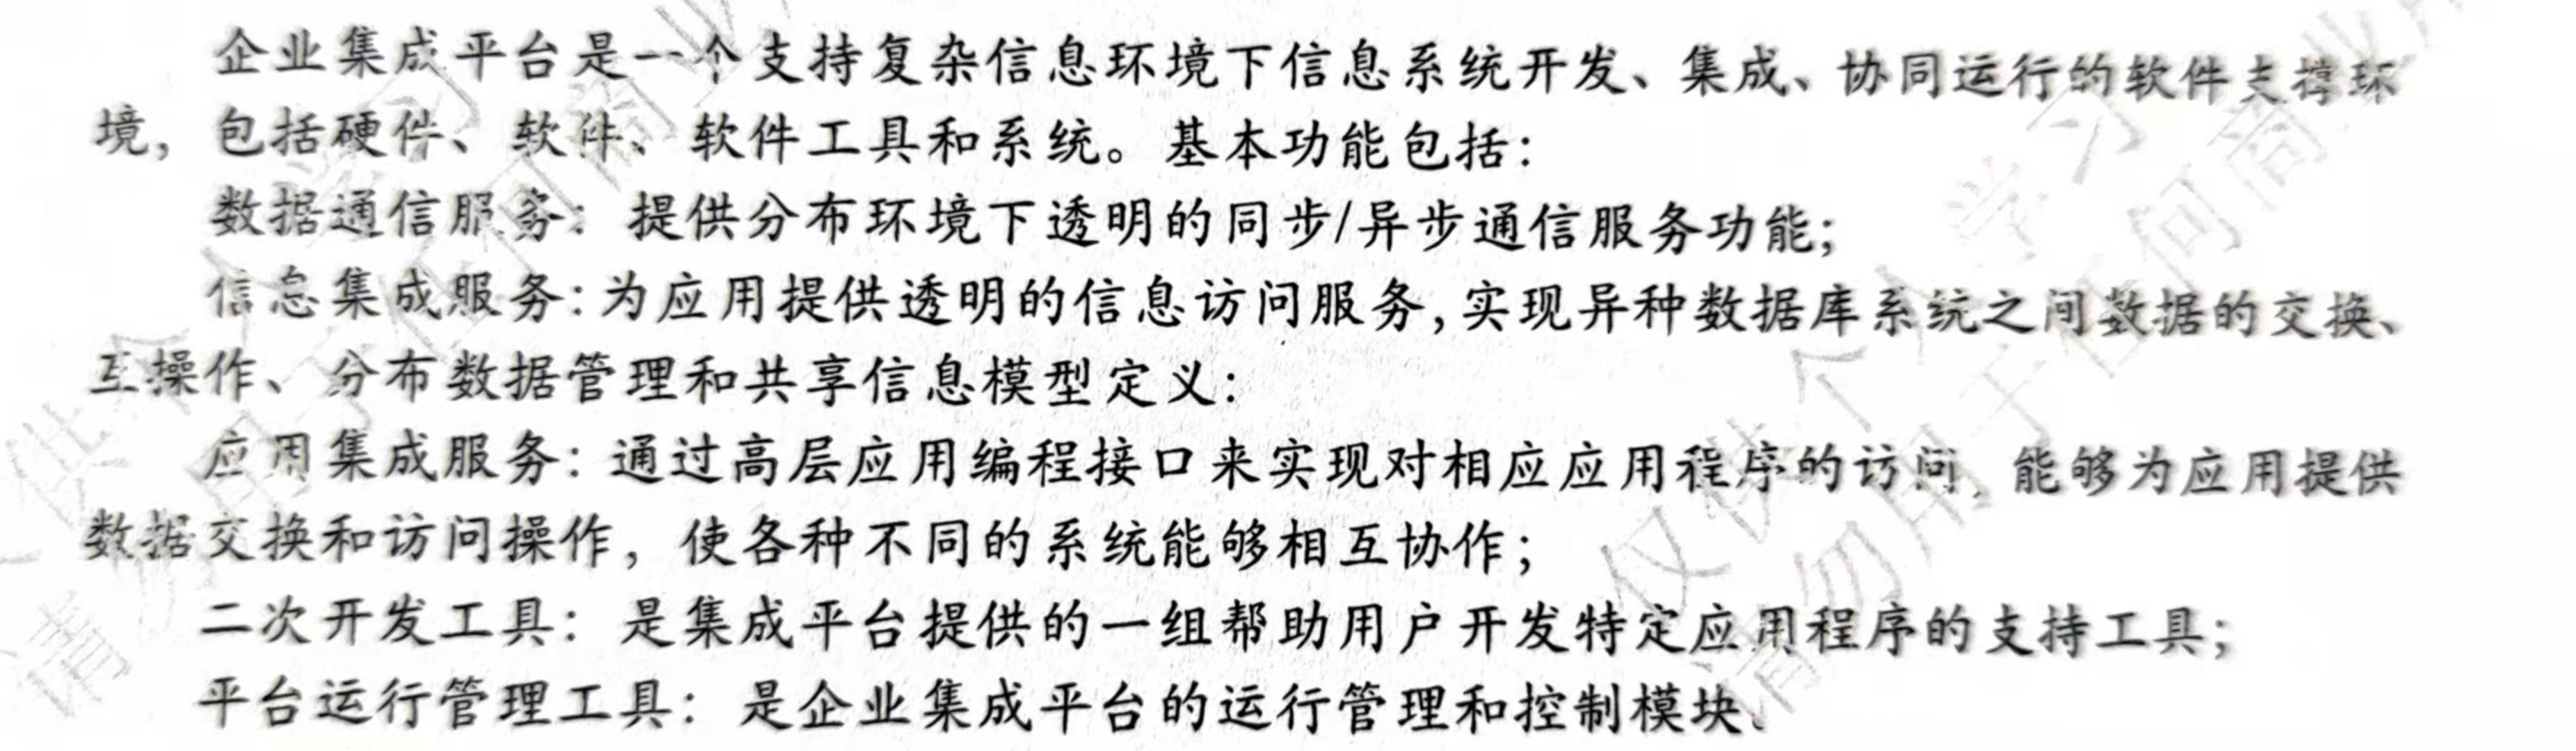 企业集成平台是一个支持复杂信息环境下信息系统开发、集成、协同运行的软件支撑环
境，包括硬件、软件、软件工具和系统。基本功能包括：
数据通信服务：提供分布环境下透明的同步/异步通信服务功能；
信息集成服务：为应用提供透明的信息访问服务，实现异种数据库系统之间数据的交换、
互操作、分布数据管理和共享信息模型定义：
应用集成服务：通过高层应用编程接口来实现对相应应用程序的访问，能够为应用提供
数据交换和访问操作，使各种不同的系统能够相互协作；
二次开发工具：是集成平台提供的一组帮助用户开发特定应用程序的支持工具；
平台运行管理工具：是企业集成平台的运行管理和控制模块。